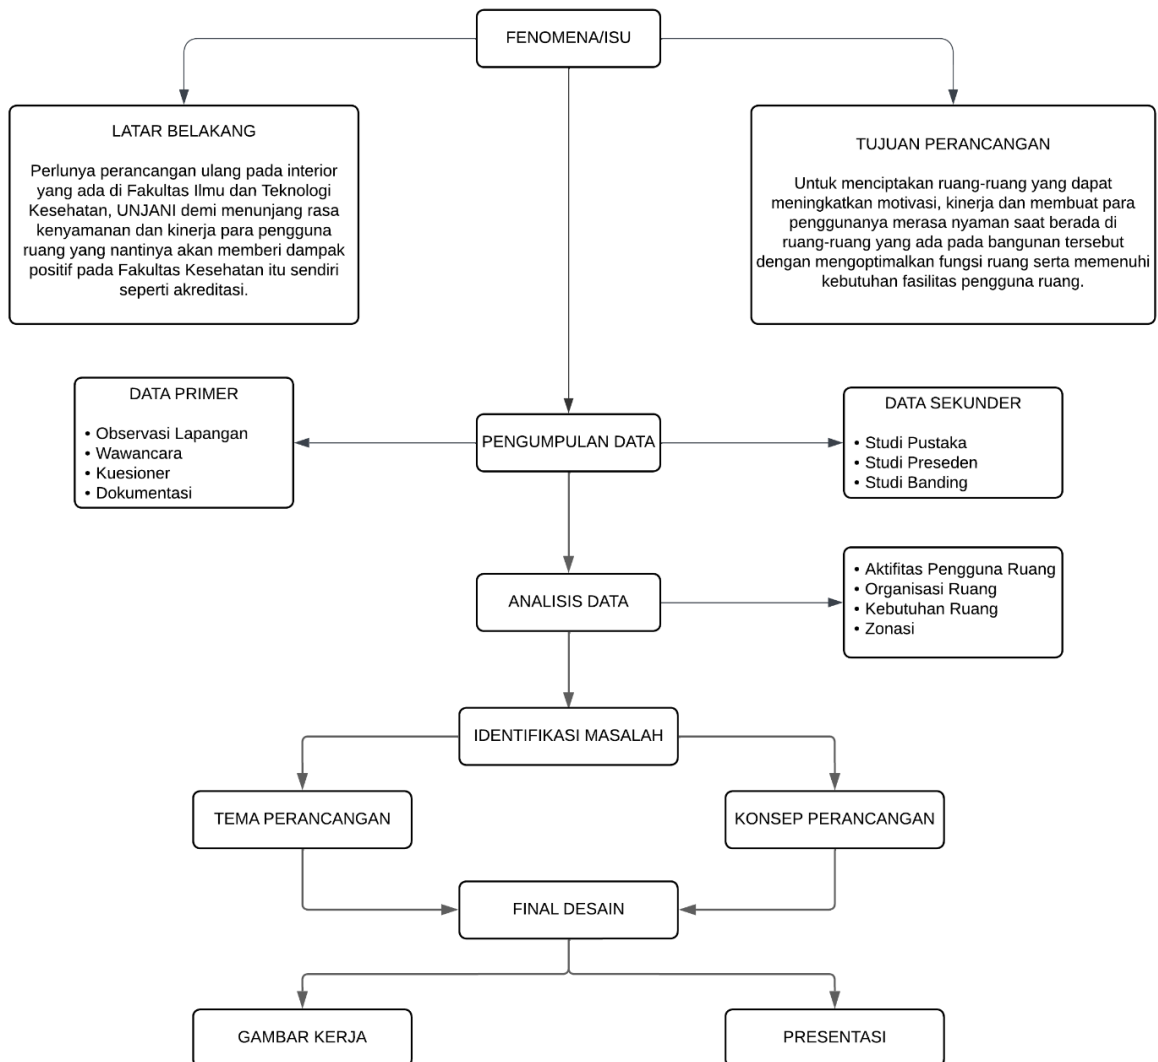 FENOMENA/ISU
LATAR BELAKANG
Perlunya perancangan ulang pada interior
yang ada di Fakultas Ilmu dan Teknologi
Kesehatan, UNJANI demi menunjang rasa
kenyamanan dan kinerja para pengguna
ruang yang nantinya akan memberi dampak
positif pada Fakultas Kesehatan itu sendiri
seperti akreditasi.
TUJUAN PERANCANGAN
Untuk menciptakan ruang-ruang yang dapat
meningkatkan motivasi, kinerja dan membuat para
penggunanya merasa nyaman saat berada di
ruang-ruang yang ada pada bangunan tersebut
dengan mengoptimalkan fungsi ruang serta memenuhi
kebutuhan fasilitas pengguna ruang.
DATA PRIMER
• Observasi Lapangan
• Wawancara
• Kuesioner
• Dokumentasi
PENGUMPULAN DATA
DATA SEKUNDER
• Studi Pustaka
• Studi Preseden
• Studi Banding
ANALISIS DATA
• Aktifitas Pengguna Ruang
• Organisasi Ruang
• Kebutuhan Ruang
• Zonasi
IDENTIFIKASI MASALAH
TEMA PERANCANGAN
KONSEP PERANCANGAN
FINAL DESAIN
GAMBAR KERJA
PRESENTASI